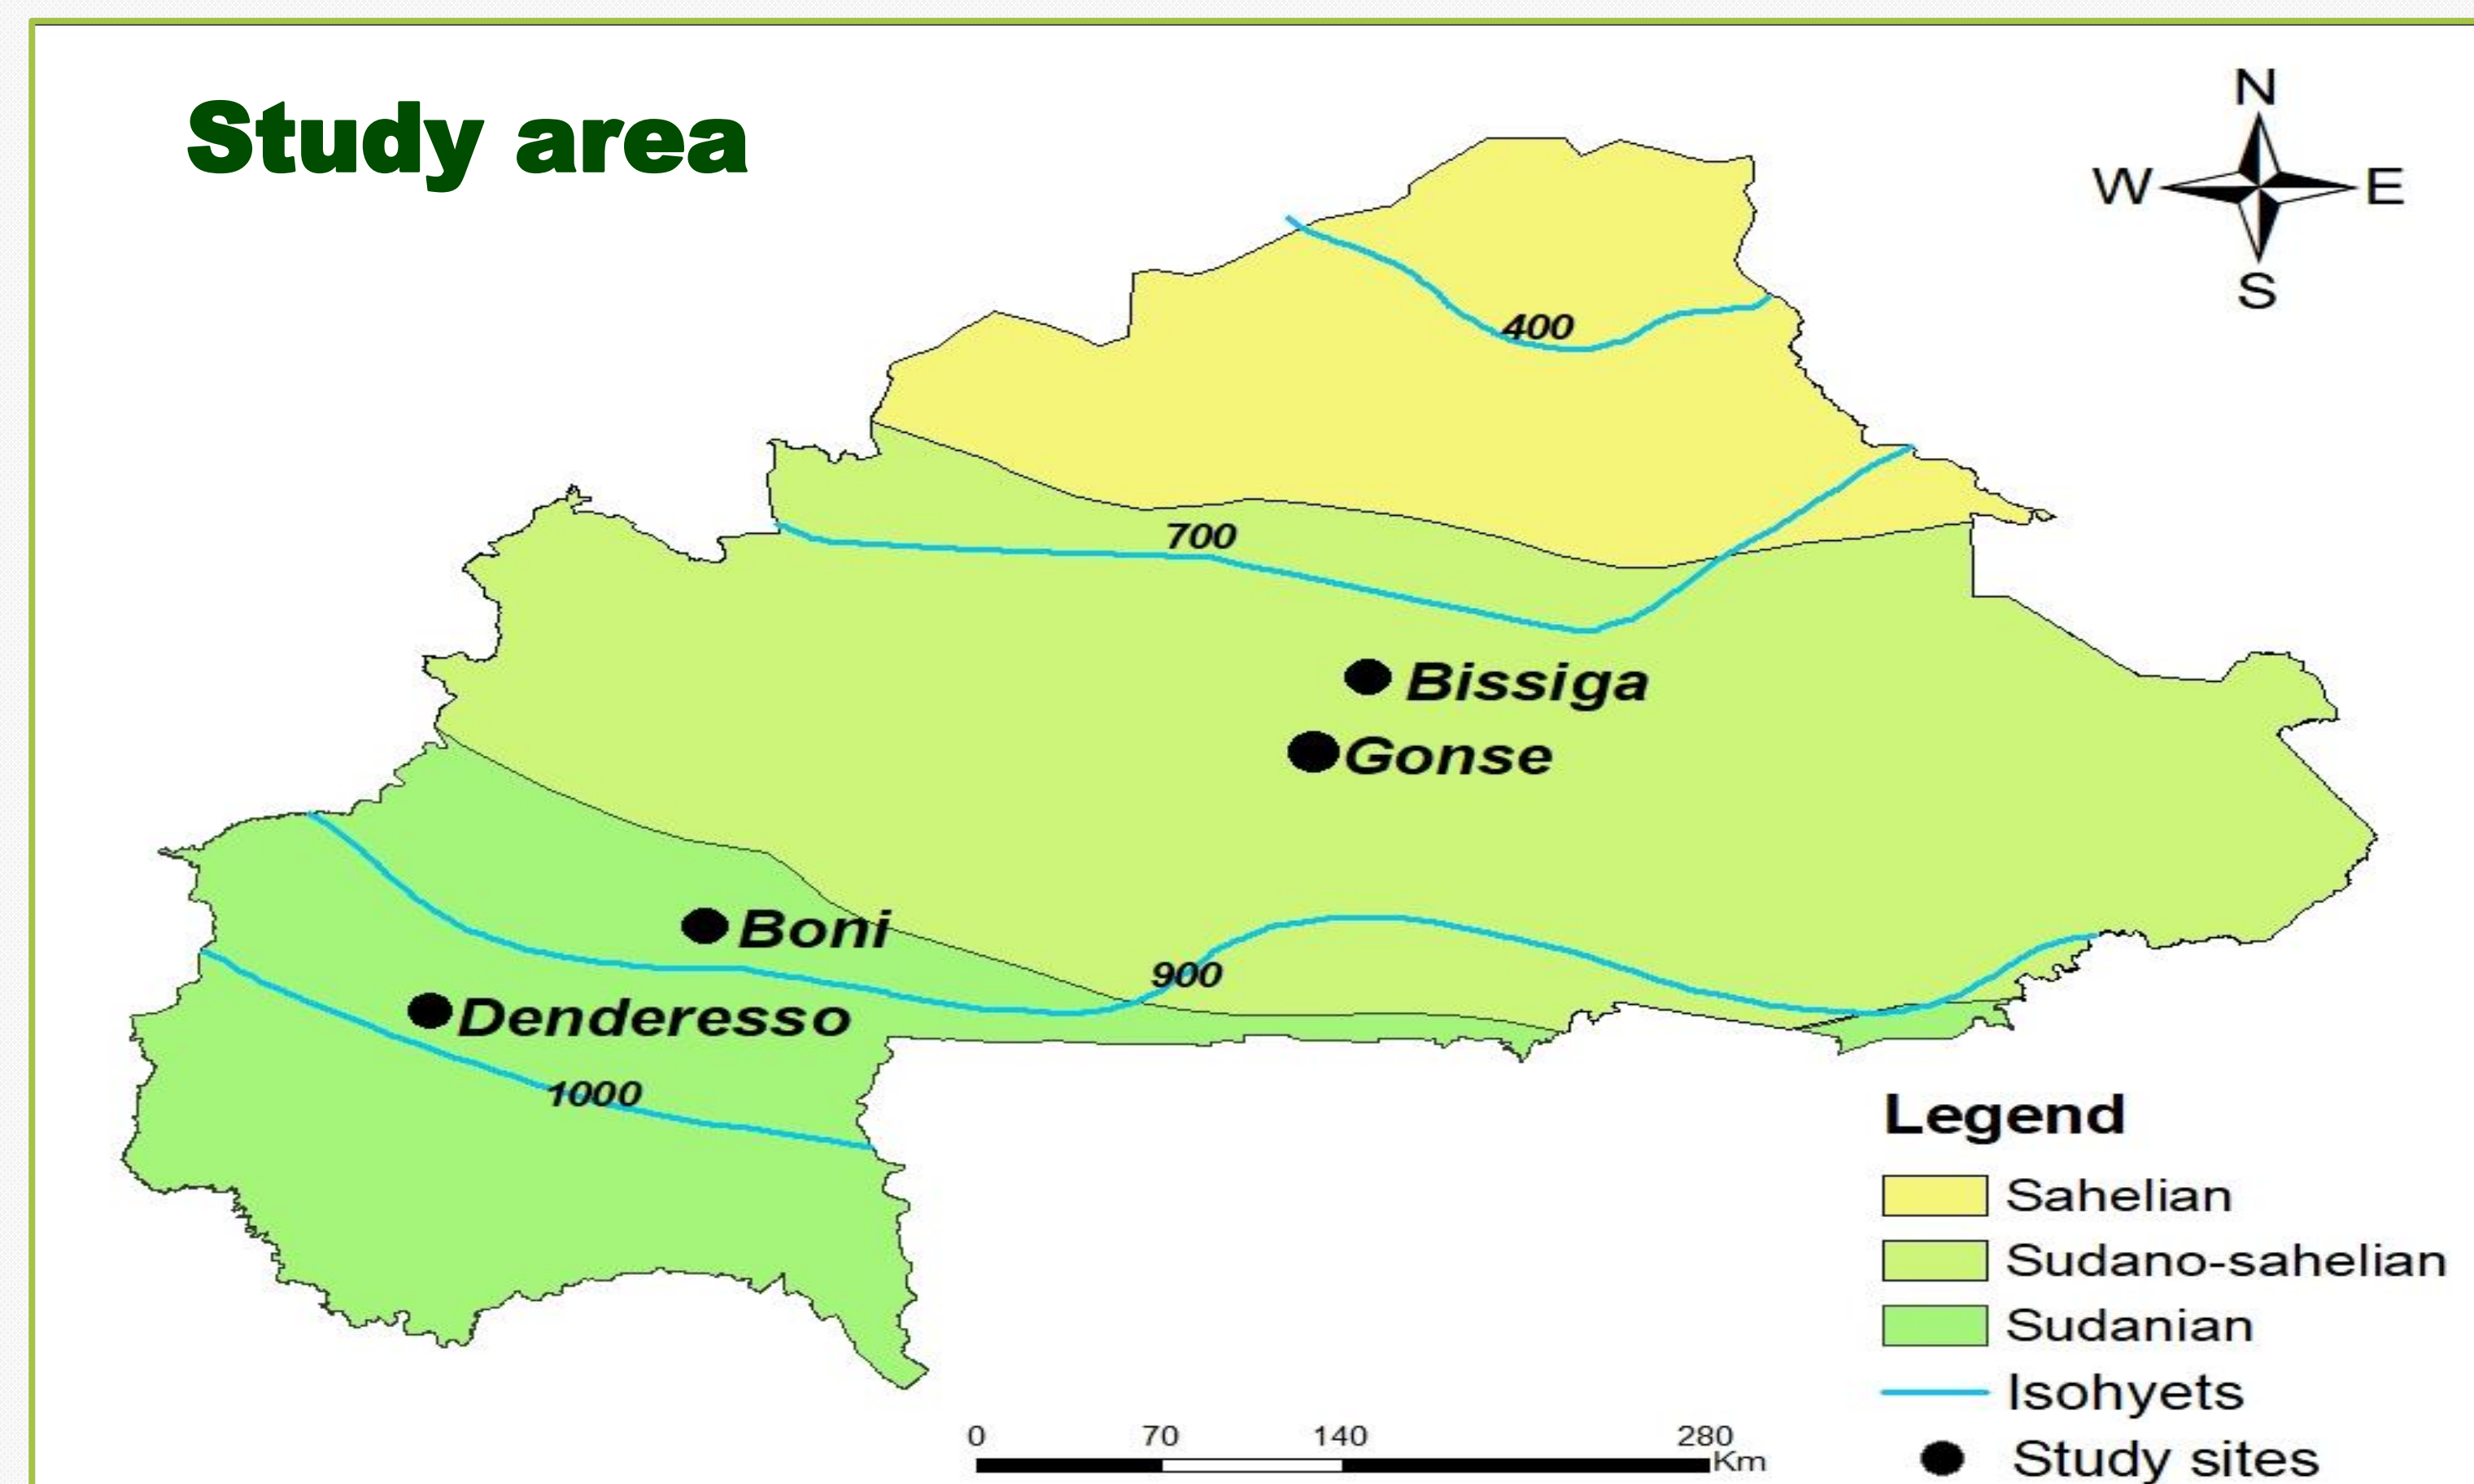 Study area
N
W E
S
400
700
Bissiga
Gonse
Boni
900
Denderesso
1000
Legend
Sahelian
Sudano-sahelian
Sudanian
Isohyets
Study sites
0 70 140 280
Km